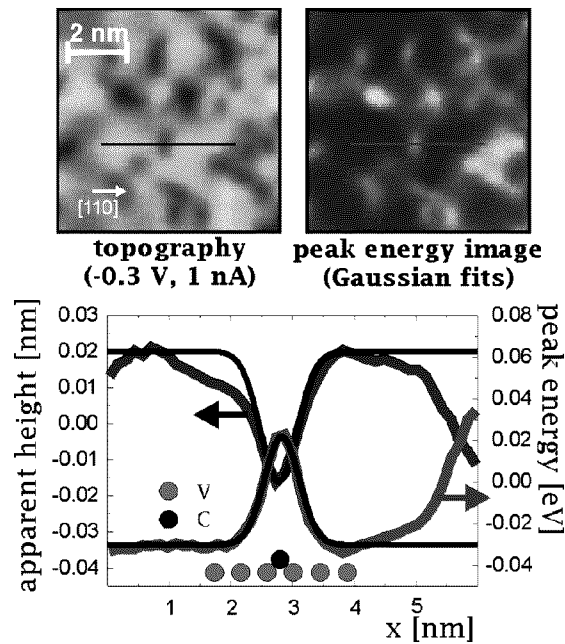 2 nm
[110]
topography
(-0.3 V, 1 nA)
peak energy image
(Gaussian fits)
apparent height [nm]
0.03
0.02
0.01
0.00
-0.01
-0.02
-0.03
-0.04
V
C
1
2
3
4
5
x [nm]
0.08
0.06
0.04
0.02
0.00
-0.02
-0.04
peak energy [eV]